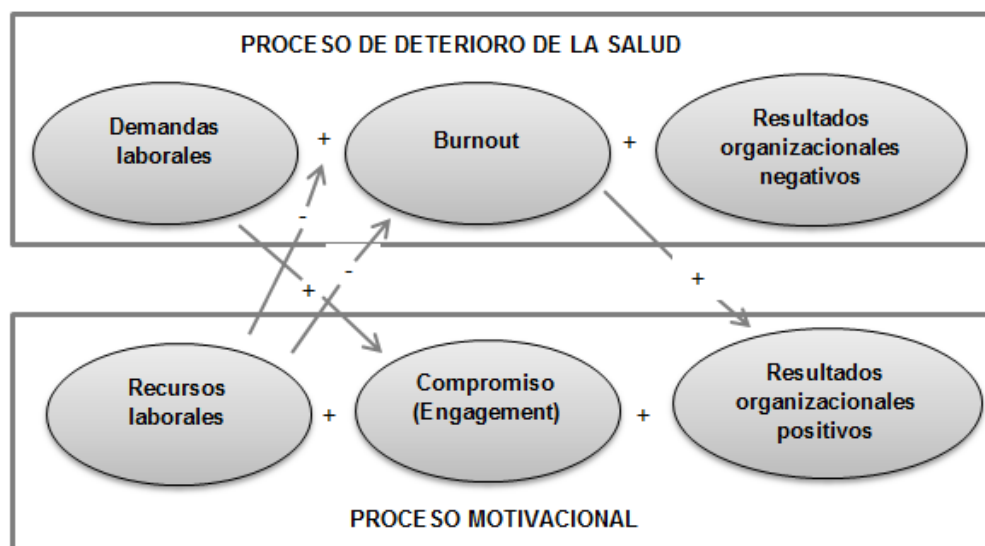 PROCESO DE DETERIORO DE LA SALUD
Demandas
laborales
+
Burnout
+
Resultados
organizacionales
negativos
-
-
+
+
Recursos
laborales
+
Compromiso
(Engagement)
+
Resultados
organizacionales
positivos
PROCESO MOTIVACIONAL